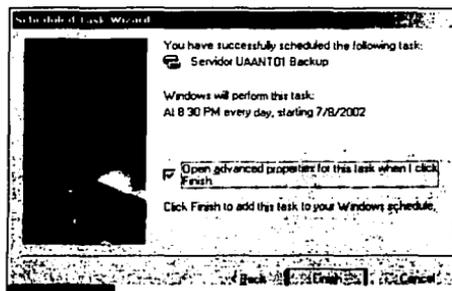 Scheduled Task Wizard
You have successfully scheduled the following task:
Servidor UAANT01 Backup
Windows will perform this task:
At 8:30 PM every day, starting 7/8/2002
Open advanced properties for this task when I click
Finish
Click Finish to add this task to your Windows schedule.
< Back
Finish
Cancel